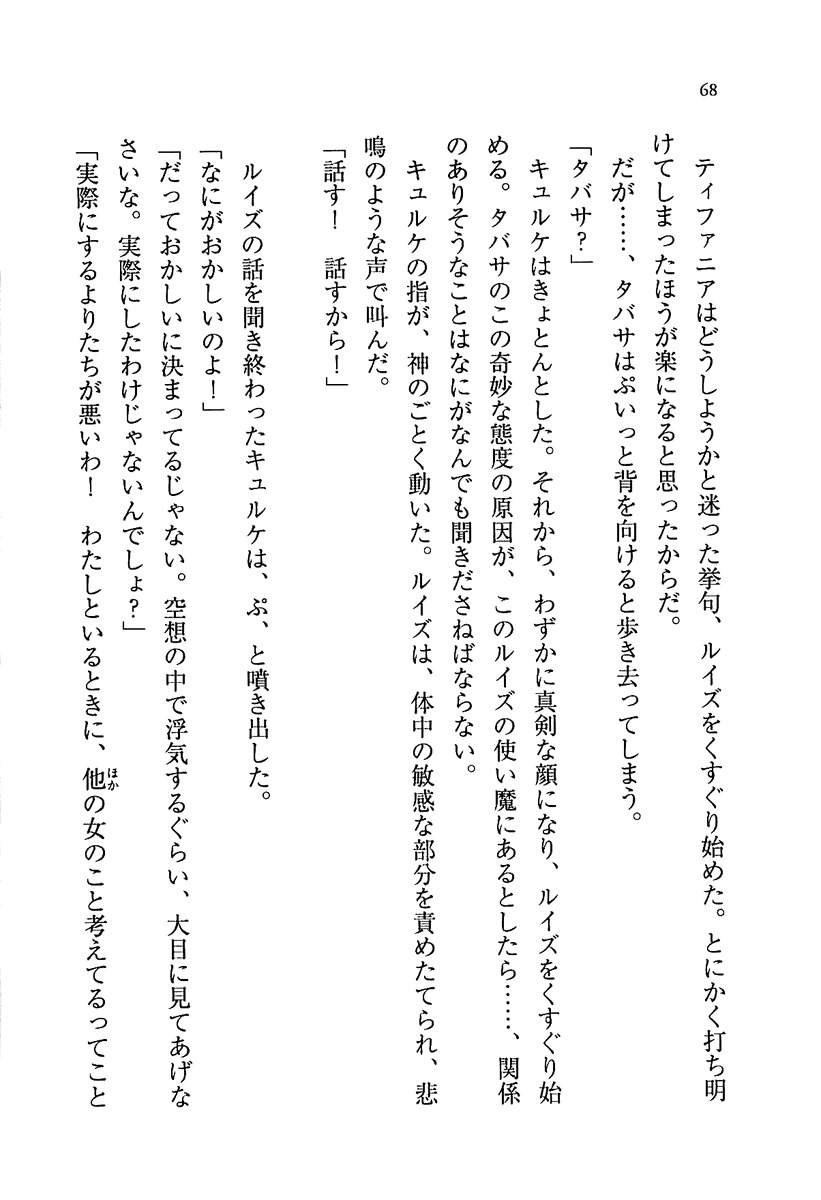 68
ティファニアはどうしようかと迷った挙句、ルイズをくすぐり始めた。とにかく打ち明
けてしまったほうが楽になると思ったからだ。
だが……、タバサはぷいっと背を向けると歩き去ってしまう。
「タバサ?」
キュルケはきょとんとした。それから、わずかに真剣な顔になり、ルイズをくすぐり始
める。タバサのこの奇妙な態度の原因が、このルイズの使い魔にあるとしたら……、関係
のありそうなことはなにがなんでも聞きださねばならない。
キュルケの指が、神のごとく動いた。ルイズは、体中の敏感な部分を責めたてられ、悲
鳴のような声で叫んだ。
「話す! 話すから!」
ルイズの話を聞き終わったキュルケは、ぷ、と噴き出した。
「なにがおかしいのよ!」
「だっておかしいに決まってるじゃない。空想の中で浮気するぐらい、大目に見てあげな
さいな。実際にしたわけじゃないんでしょ?」
「実際にするよりたちが悪いわ! わたしといるときに、他ほかの女のこと考えてるってこと